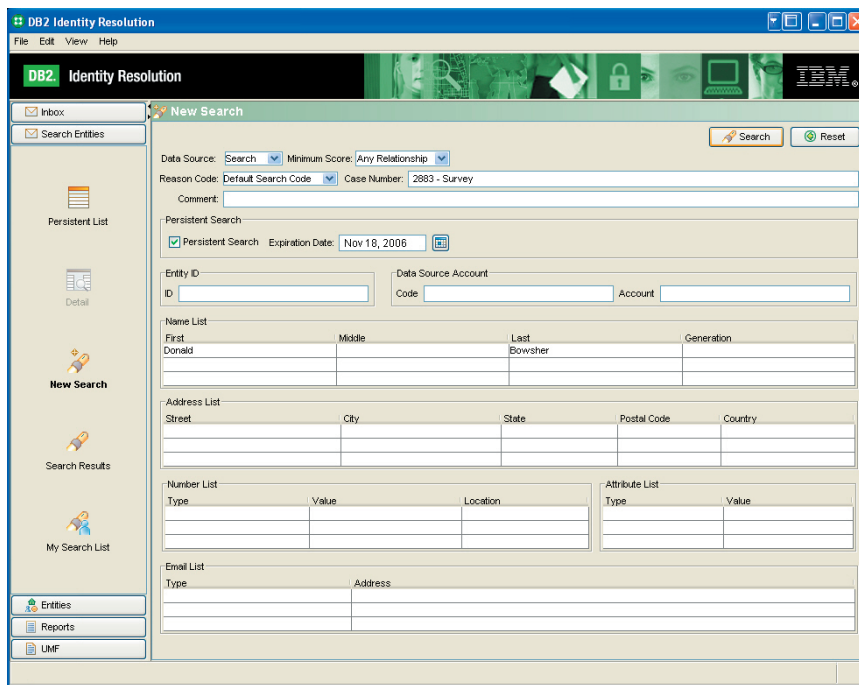 DB2 Identity Resolution
File Edit View Help
DB2. Identity Resolution
IBM®
Inbox
Search Entities
Persistent List
Detail
New Search
Search Results
My Search List
Entities
Reports
UMF
New Search
Search Reset
Data Source: Search Minimum Score: Any Relationship
Reason Code: Default Search Code Case Number: 2883 - Survey
Comment:
Persistent Search
Persistent Search Expiration Date: Nov 18, 2006
Entity ID
ID
Data Source Account
Code Account
Name List
First Middle Last Generation
Donald Bowsher
Address List
Street City State Postal Code Country
Number List
Type Value Location
Attribute List
Type Value
Email List
Type Address